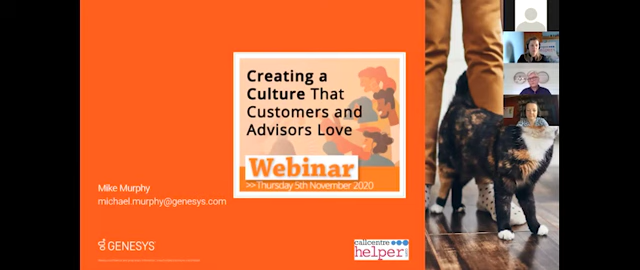 Creating a
Culture That
Customers and
Advisors Love
Webinar
>>Thursday 5th November 2020
Mike Murphy
michael.murphy@genesys.com
GENESYS
callcentre
helper